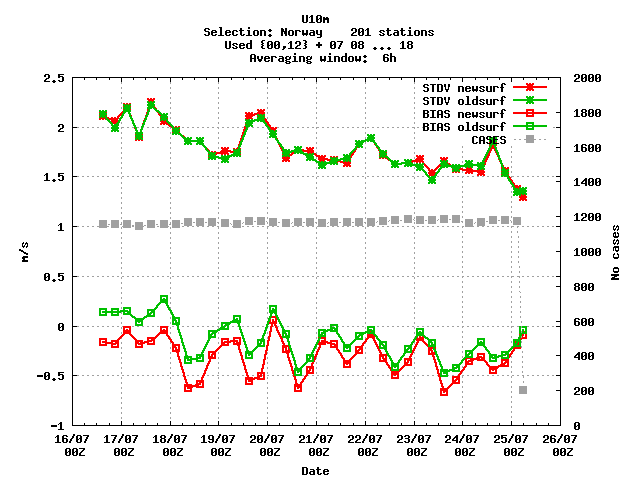 U10m
Selection: Norway    201 stations
Used {00,12} + 07 08 ... 18
Averaging window:  6h
STDV newsurf
STDV oldsurf
BIAS newsurf
BIAS oldsurf
CASES
2.5
2
1.5
1
0.5
0
-0.5
-1
m/s
2000
1800
1600
1400
1200
1000
800
600
400
200
0
No cases
16/07 17/07 18/07 19/07 20/07 21/07 22/07 23/07 24/07 25/07 26/07
00Z 00Z 00Z 00Z 00Z 00Z 00Z 00Z 00Z 00Z 00Z
Date